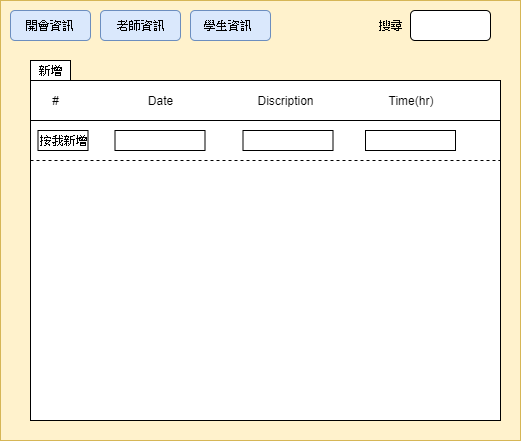 開會資訊 老師資訊 學生資訊 搜尋
新增
# Date Discription Time(hr)
按我新增